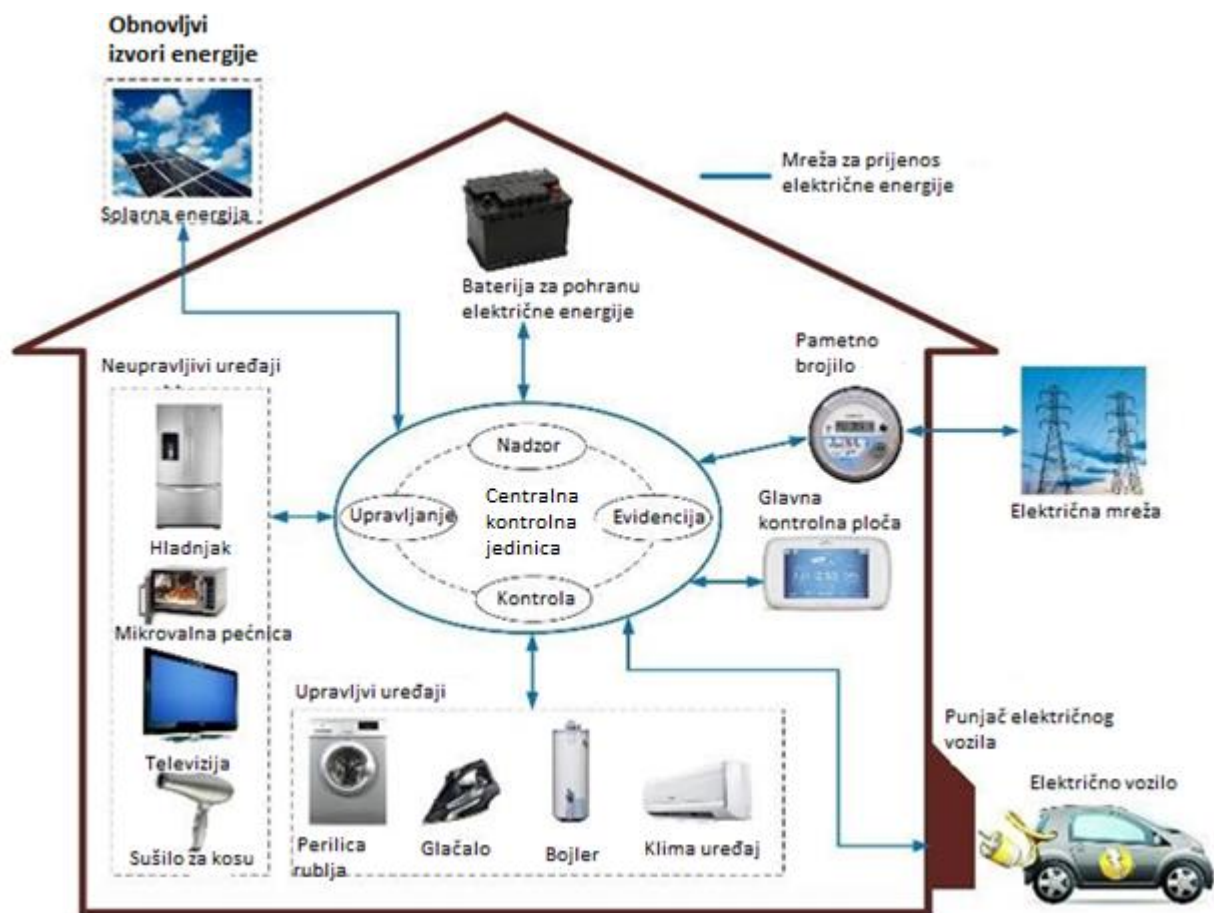 Obnovljvi
izvori energije
Splarna energija
Mreža za prijenos
električne energije
Baterija za pohranu
električne energije
Pametno
brojilo
Neupravljivi uređaji
Nadzor
Upravljanje
Centralna
kontrolna
jedinica
Evidencija
Kontrola
Glavna
kontrolna ploča
Električna mreža
Hladnjak
Mikrovalna pećnica
Televizija
Sušilo za kosu
Upravljvi uređaji
Perilica
rublja
Glačalo
Bojler
Klima uređaj
Punjač električnog
vozila
Električno vozilo